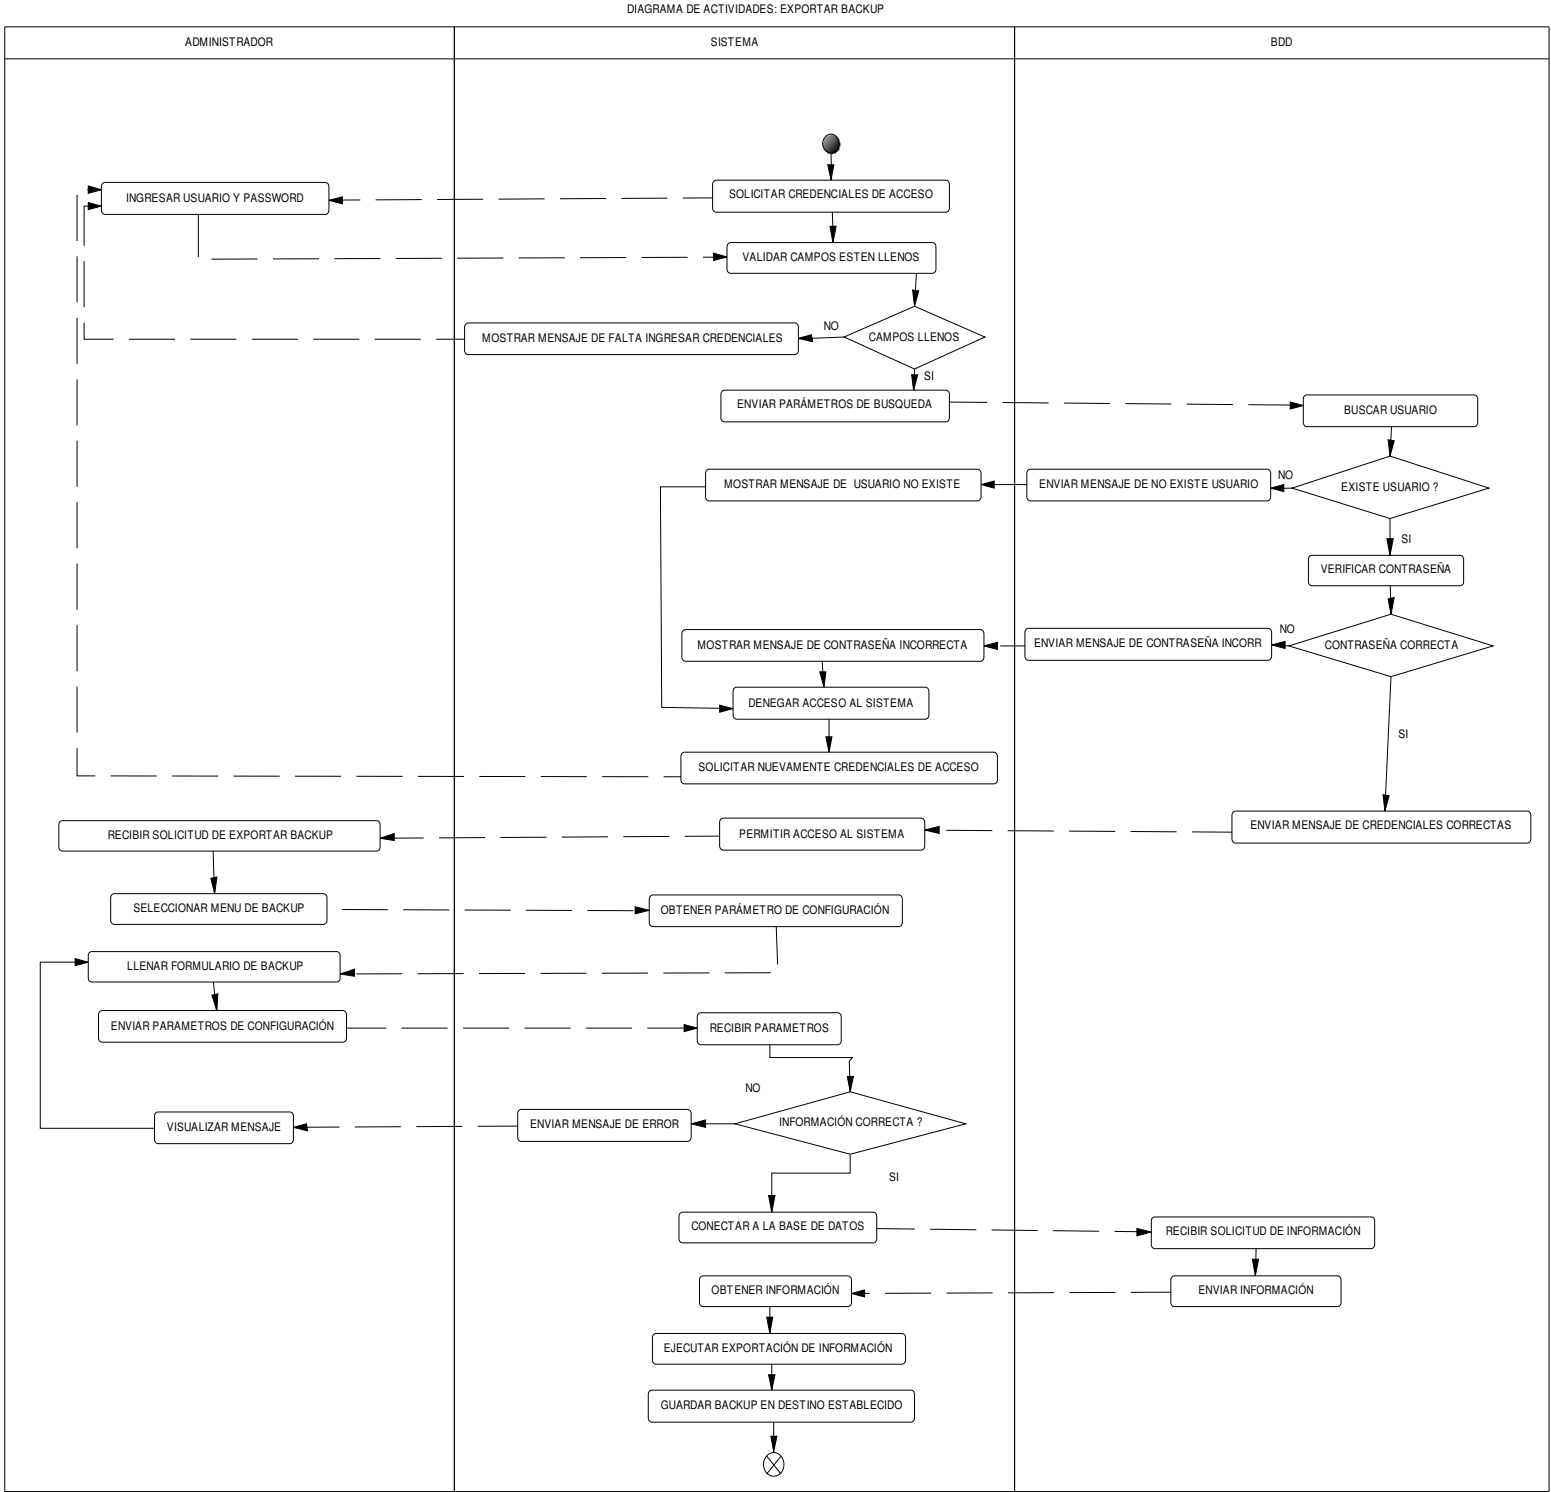 DIAGRAMA DE ACTIVIDADES: EXPORTAR BACKUP
ADMINISTRADOR
SISTEMA
BDD
SOLICITAR CREDENCIALES DE ACCESO
INGRESAR USUARIO Y PASSWORD
VALIDAR CAMPOS ESTEN LLENOS
NO
CAMPOS LLENOS
MOSTRAR MENSAJE DE FALTA INGRESAR CREDENCIALES
SI
ENVIAR PARÁMETROS DE BUSQUEDA
BUSCAR USUARIO
NO
EXISTE USUARIO ?
ENVIAR MENSAJE DE NO EXISTE USUARIO
MOSTRAR MENSAJE DE USUARIO NO EXISTE
SI
VERIFICAR CONTRASEÑA
NO
CONTRASEÑA CORRECTA
ENVIAR MENSAJE DE CONTRASEÑA INCORR
MOSTRAR MENSAJE DE CONTRASEÑA INCORRECTA
DENEGAR ACCESO AL SISTEMA
SI
SOLICITAR NUEVAMENTE CREDENCIALES DE ACCESO
ENVIAR MENSAJE DE CREDENCIALES CORRECTAS
PERMITIR ACCESO AL SISTEMA
RECIBIR SOLICITUD DE EXPORTAR BACKUP
SELECCIONAR MENU DE BACKUP
OBTENER PARÁMETRO DE CONFIGURACIÓN
LLENAR FORMULARIO DE BACKUP
ENVIAR PARAMETROS DE CONFIGURACIÓN
RECIBIR PARAMETROS
NO
INFORMACIÓN CORRECTA ?
ENVIAR MENSAJE DE ERROR
VISUALIZAR MENSAJE
SI
CONECTAR A LA BASE DE DATOS
RECIBIR SOLICITUD DE INFORMACIÓN
ENVIAR INFORMACIÓN
OBTENER INFORMACIÓN
EJECUTAR EXPORTACIÓN DE INFORMACIÓN
GUARDAR BACKUP EN DESTINO ESTABLECIDO